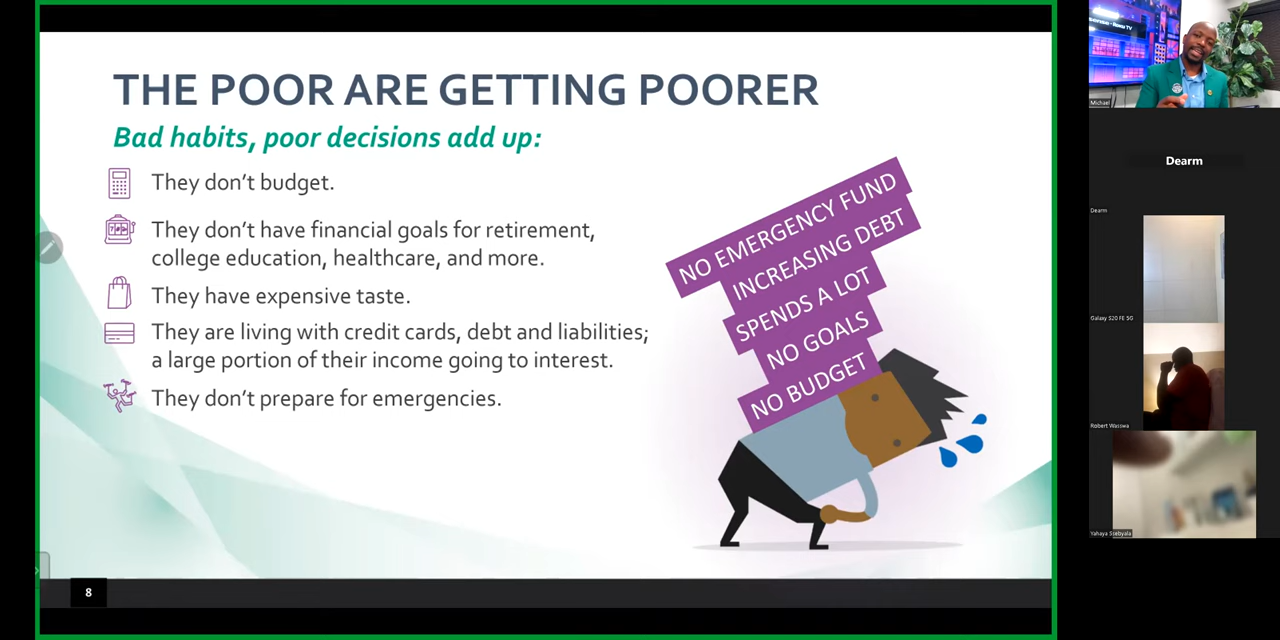 THE POOR ARE GETTING POORER
Bad habits, poor decisions add up:
They don't budget.
They don't have financial goals for retirement,
college education, healthcare, and more.
They have expensive taste.
They are living with credit cards, debt and liabilities;
a large portion of their income going to interest.
They don't prepare for emergencies.
NO EMERGENCY FUND
INCREASING DEBT
SPENDS A LOT
NO GOALS
NO BUDGET
8
Michael
Dearm
Dearm
Galaxy S20 FE 5G
Robert Wasswa
Yahaya Ssebyala